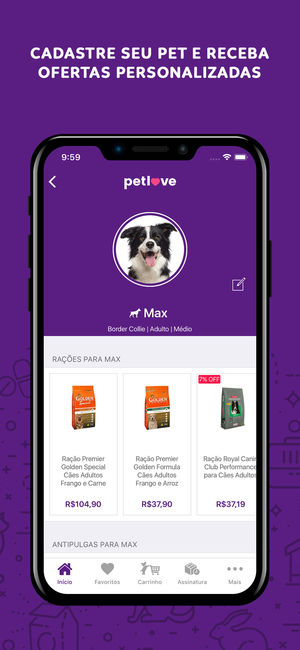 CADASTRE SEU PET E RECEBA
OFERTAS PERSONALIZADAS
9:59
petlove
Max
Border Collie | Adulto | Médio
RAÇÕES PARA MAX
Ração Premier
Golden Special
Cães Adultos
Frango e Carne
R$104,90
Ração Premier
Golden Formula
Cães Adultos
Frango e Arroz
R$37,90
7% OFF
Ração Royal Canin
Club Performance
para Cães Adultos
R$37,19
ANTIPULGAS PARA MAX
Início
Favoritos
Carrinho
Assinatura
Mais